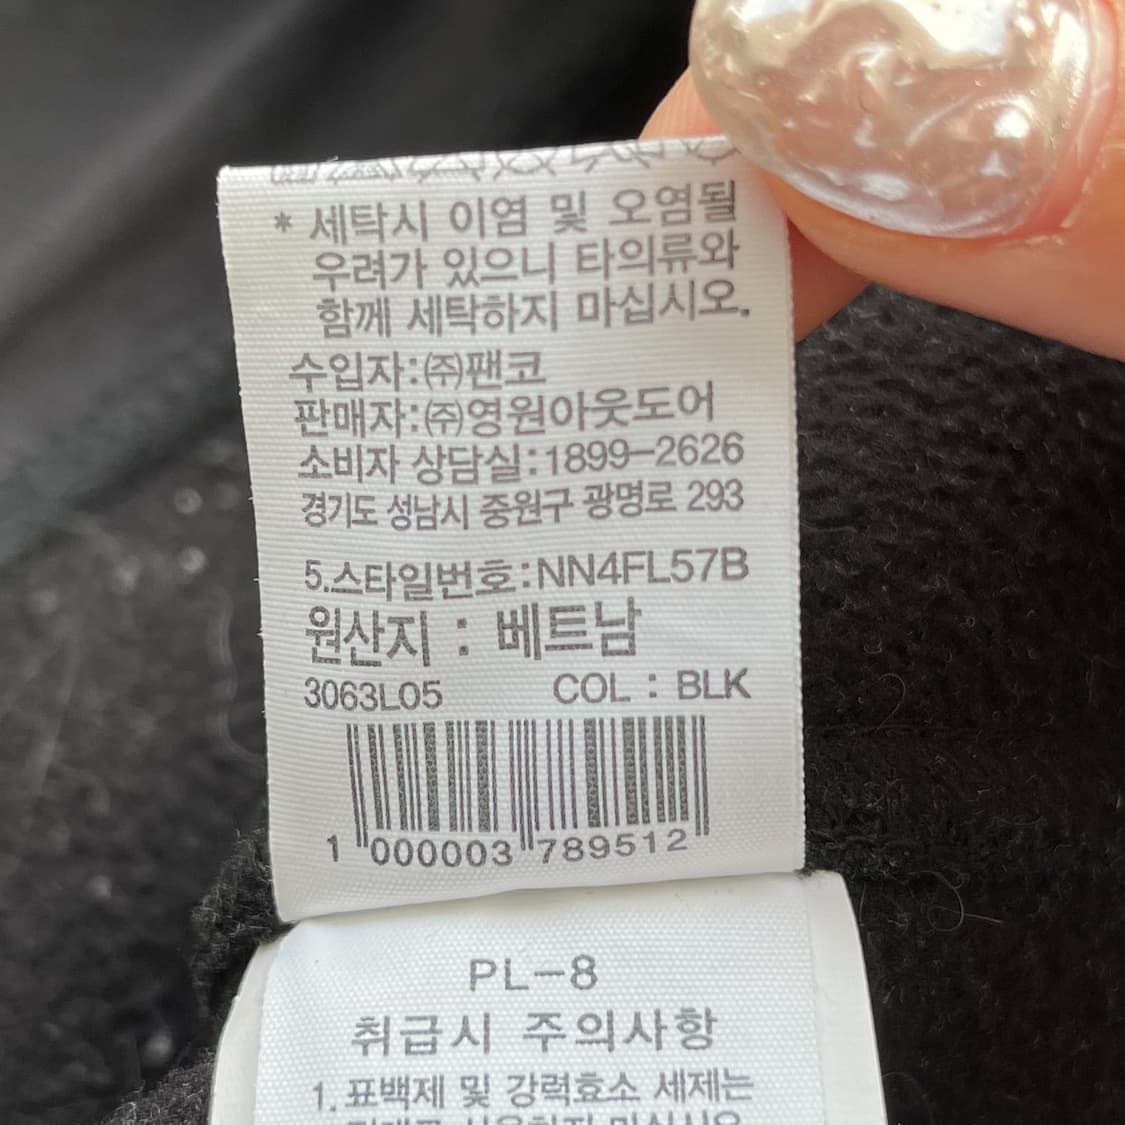 * 세탁시 이염 및 오염될
우려가 있으니 타의류와
함께 세탁하지 마십시오.
수입자:㈜팬코
판매자:㈜영원아웃도어
소비자 상담실:1899-2626
경기도 성남시 중원구 광명로 293
5.스타일번호:NN4FL57B
원산지 : 베트남
3063L05 COL : BLK
1 000003 789512
PL-8
취급시 주의사항
1.표백제 및 강력효소 세제는